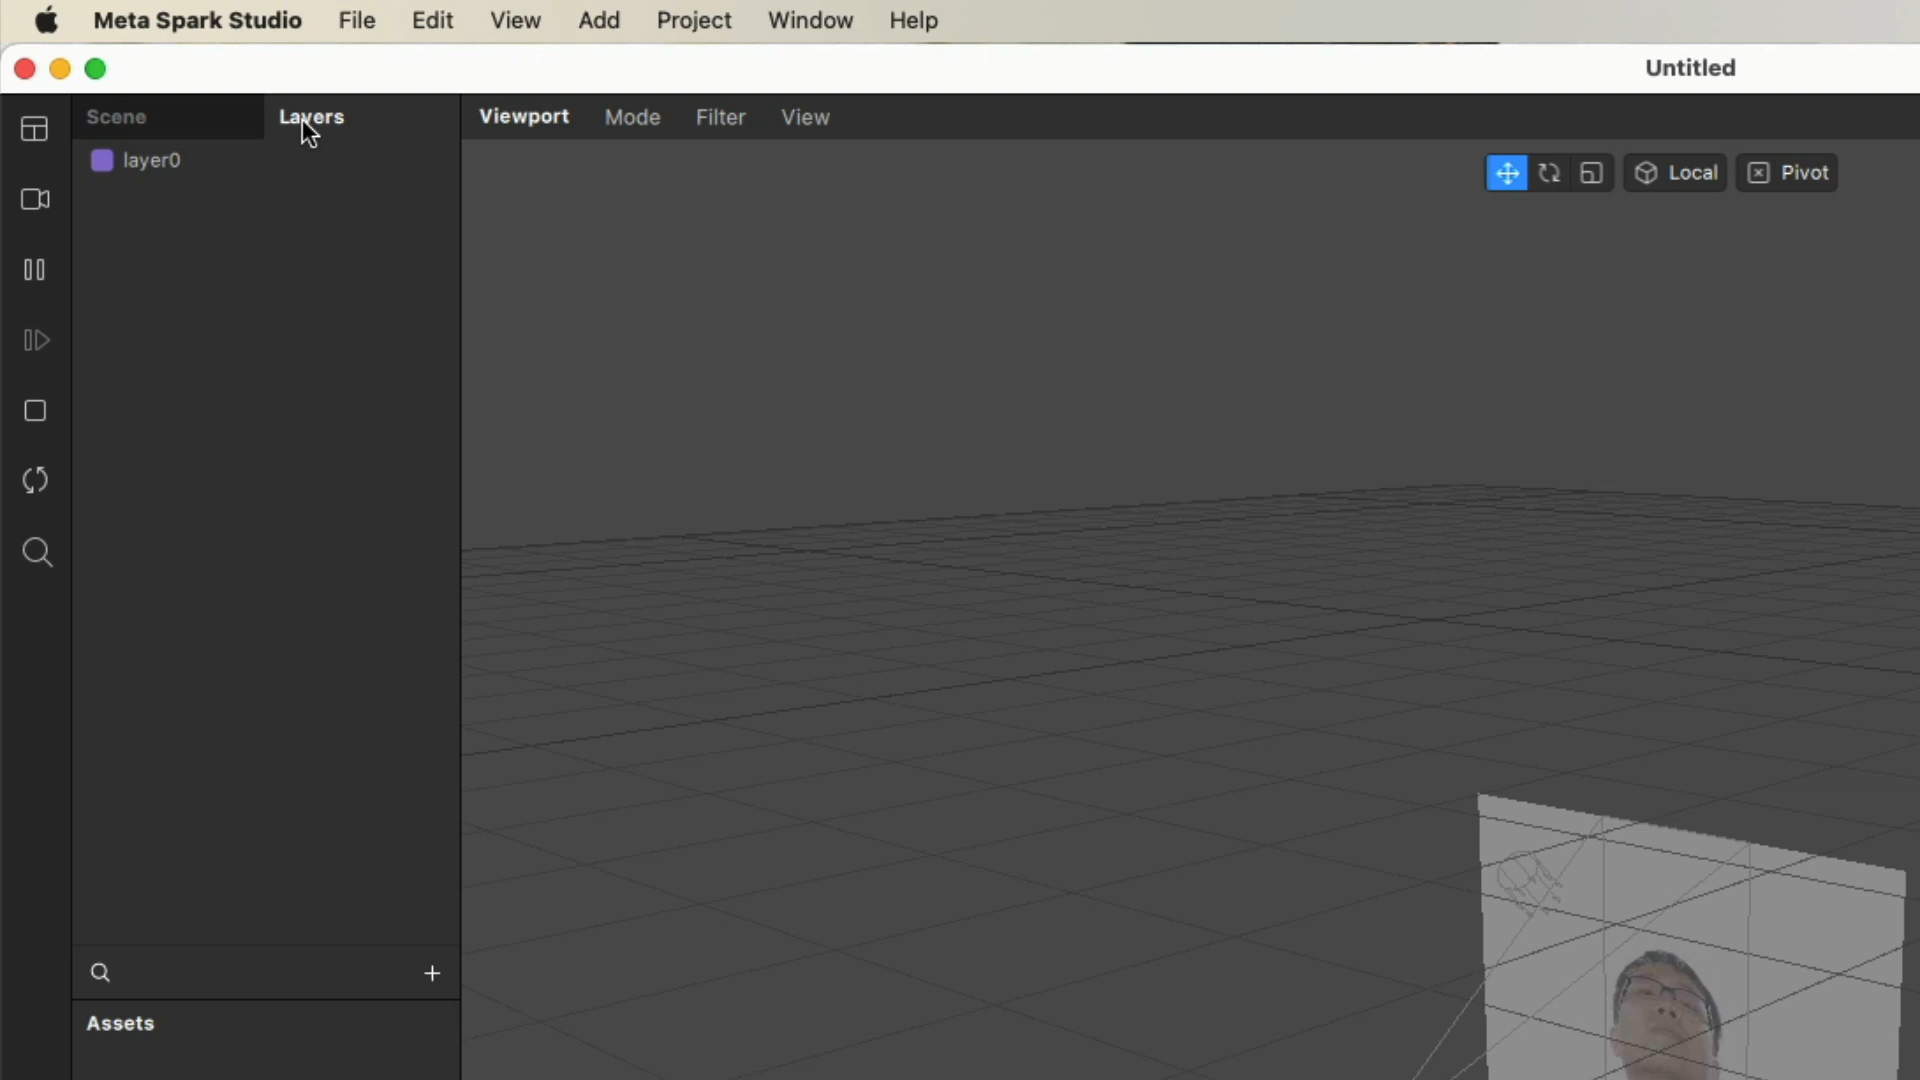 Meta Spark Studio File Edit View Add Project Window Help
Untitled
Scene Layers Viewport Mode Filter View
layer0
Local Pivot
Assets